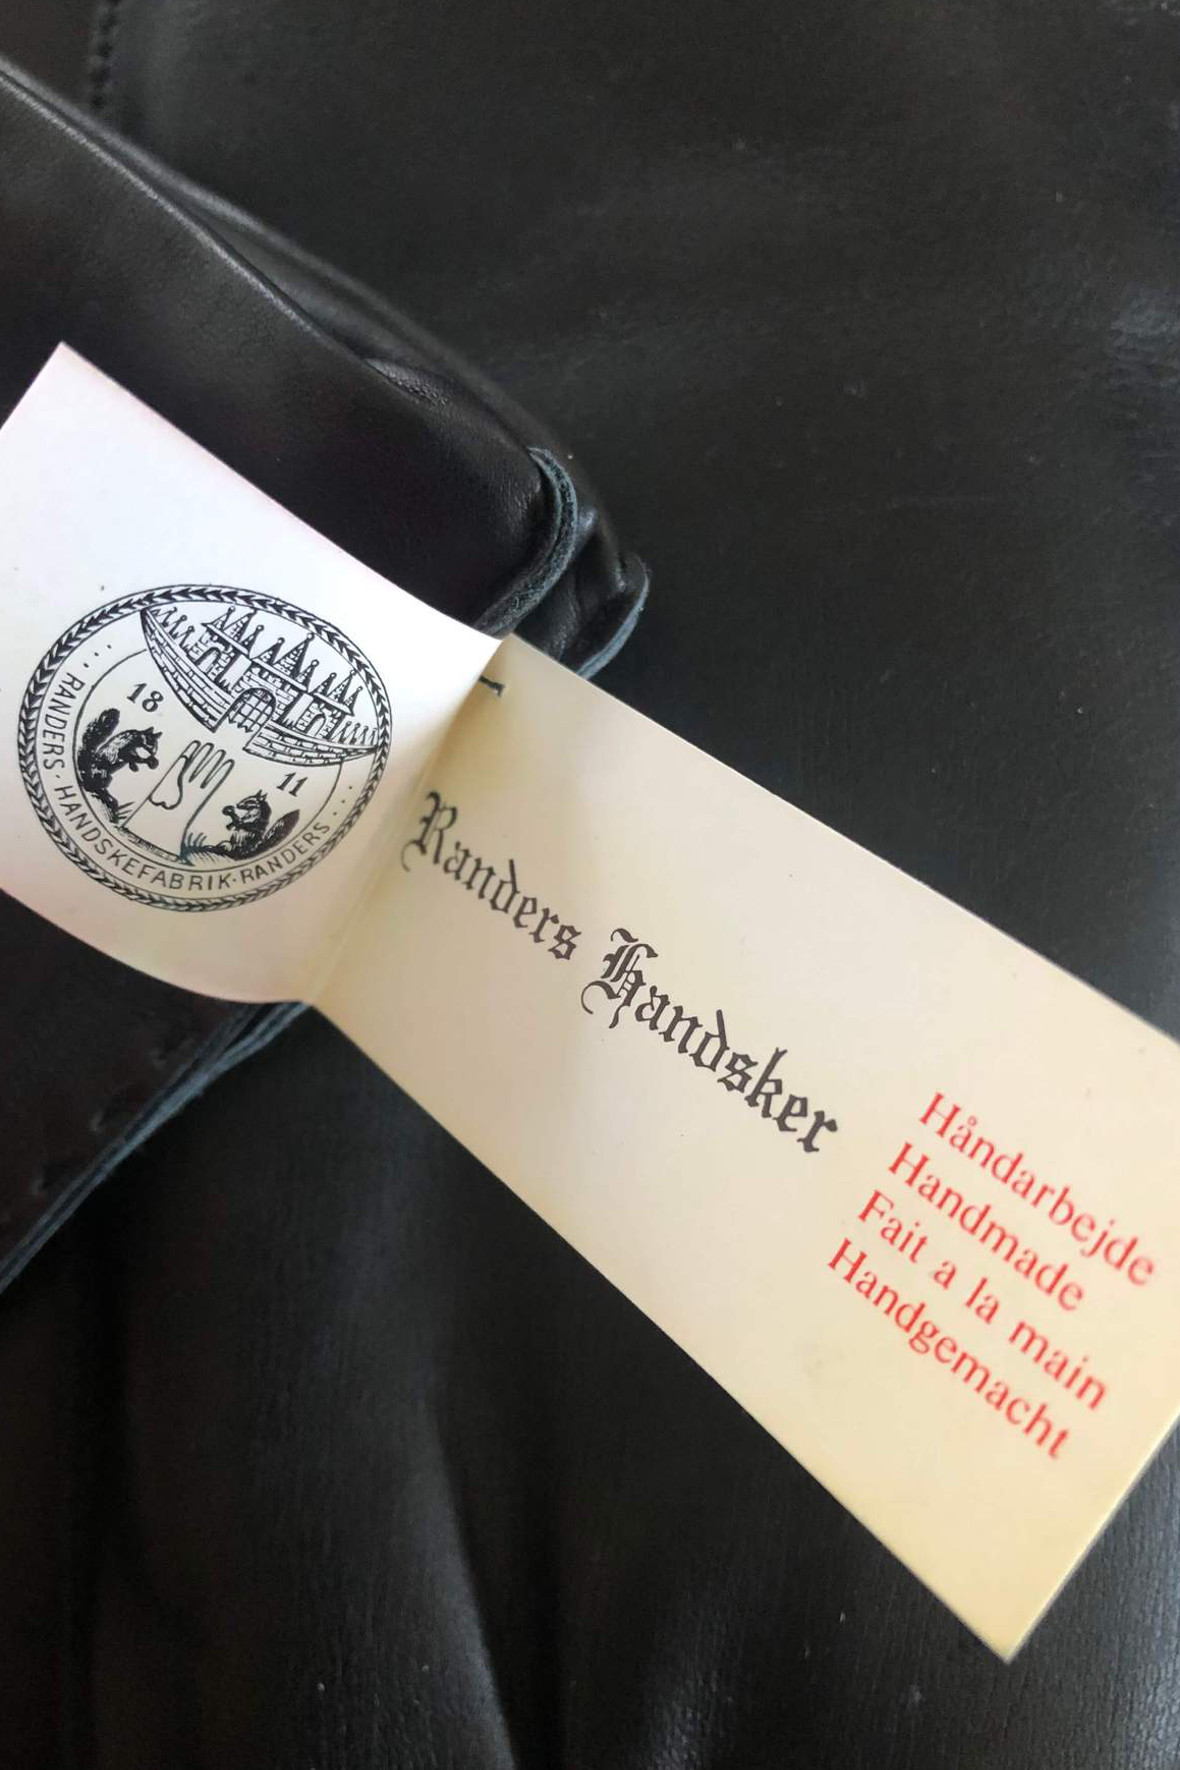 18
11
RANDERS · HANDSKEFABRIK · RANDERS
Randers Handsker
Håndarbejde
Handmade
Fait a la main
Handgemacht